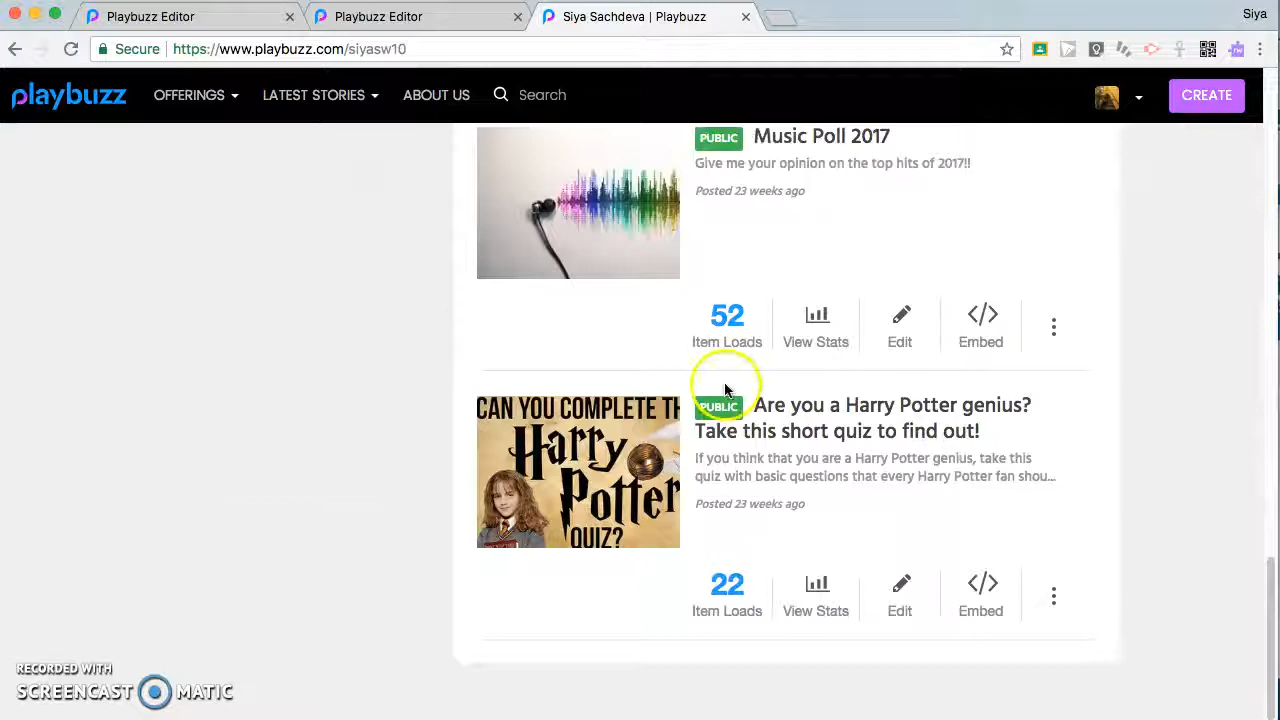 Playbuzz Editor
Playbuzz Editor
Siya Sachdeva | Playbuzz
Siya
Secure
https://www.playbuzz.com/siyasw10
playbuzz
OFFERINGS
LATEST STORIES
ABOUT US
Search
CREATE
PUBLIC Music Poll 2017
Give me your opinion on the top hits of 2017!!
Posted 23 weeks ago
52
Item Loads
View Stats
Edit
Embed
CAN YOU COMPLETE TH
Harry
Potter
QUIZ?
PUBLIC Are you a Harry Potter genius?
Take this short quiz to find out!
If you think that you are a Harry Potter genius, take this
quiz with basic questions that every Harry Potter fan shou...
Posted 23 weeks ago
22
Item Loads
View Stats
Edit
Embed
RECORDED WITH
SCREENCAST MATIC